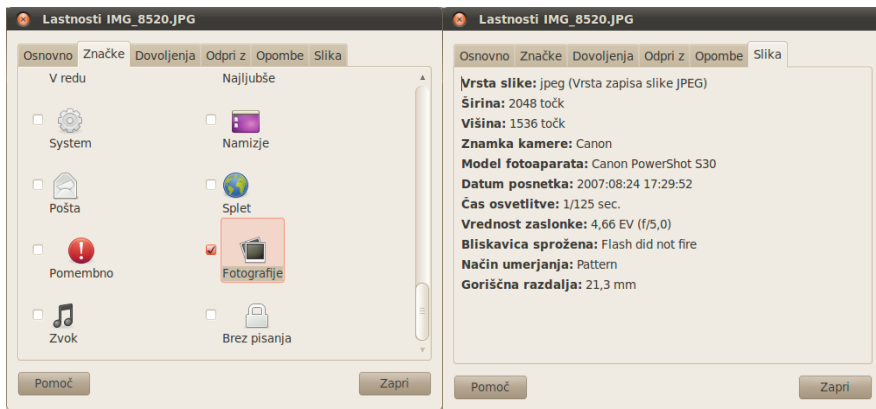 Lastnosti IMG_8520.JPG
Osnovno Značke Dovoljenja Odpri z Opombe Slika
V redu Najljubše
System Namizje
Pošta Splet
Pomembno Fotografije
Zvok Brez pisanja
Pomoč Zapri
Lastnosti IMG_8520.JPG
Osnovno Značke Dovoljenja Odpri z Opombe Slika
Vrsta slike: jpeg (Vrsta zapisa slike JPEG)
Širina: 2048 točk
Višina: 1536 točk
Znamka kamere: Canon
Model fotoaparata: Canon PowerShot S30
Datum posnetka: 2007:08:24 17:29:52
Čas osvetlitve: 1/125 sec.
Vrednost zaslonke: 4,66 EV (f/5,0)
Bliskavica sprožena: Flash did not fire
Način umerjanja: Pattern
Goriščna razdalja: 21,3 mm
Pomoč Zapri